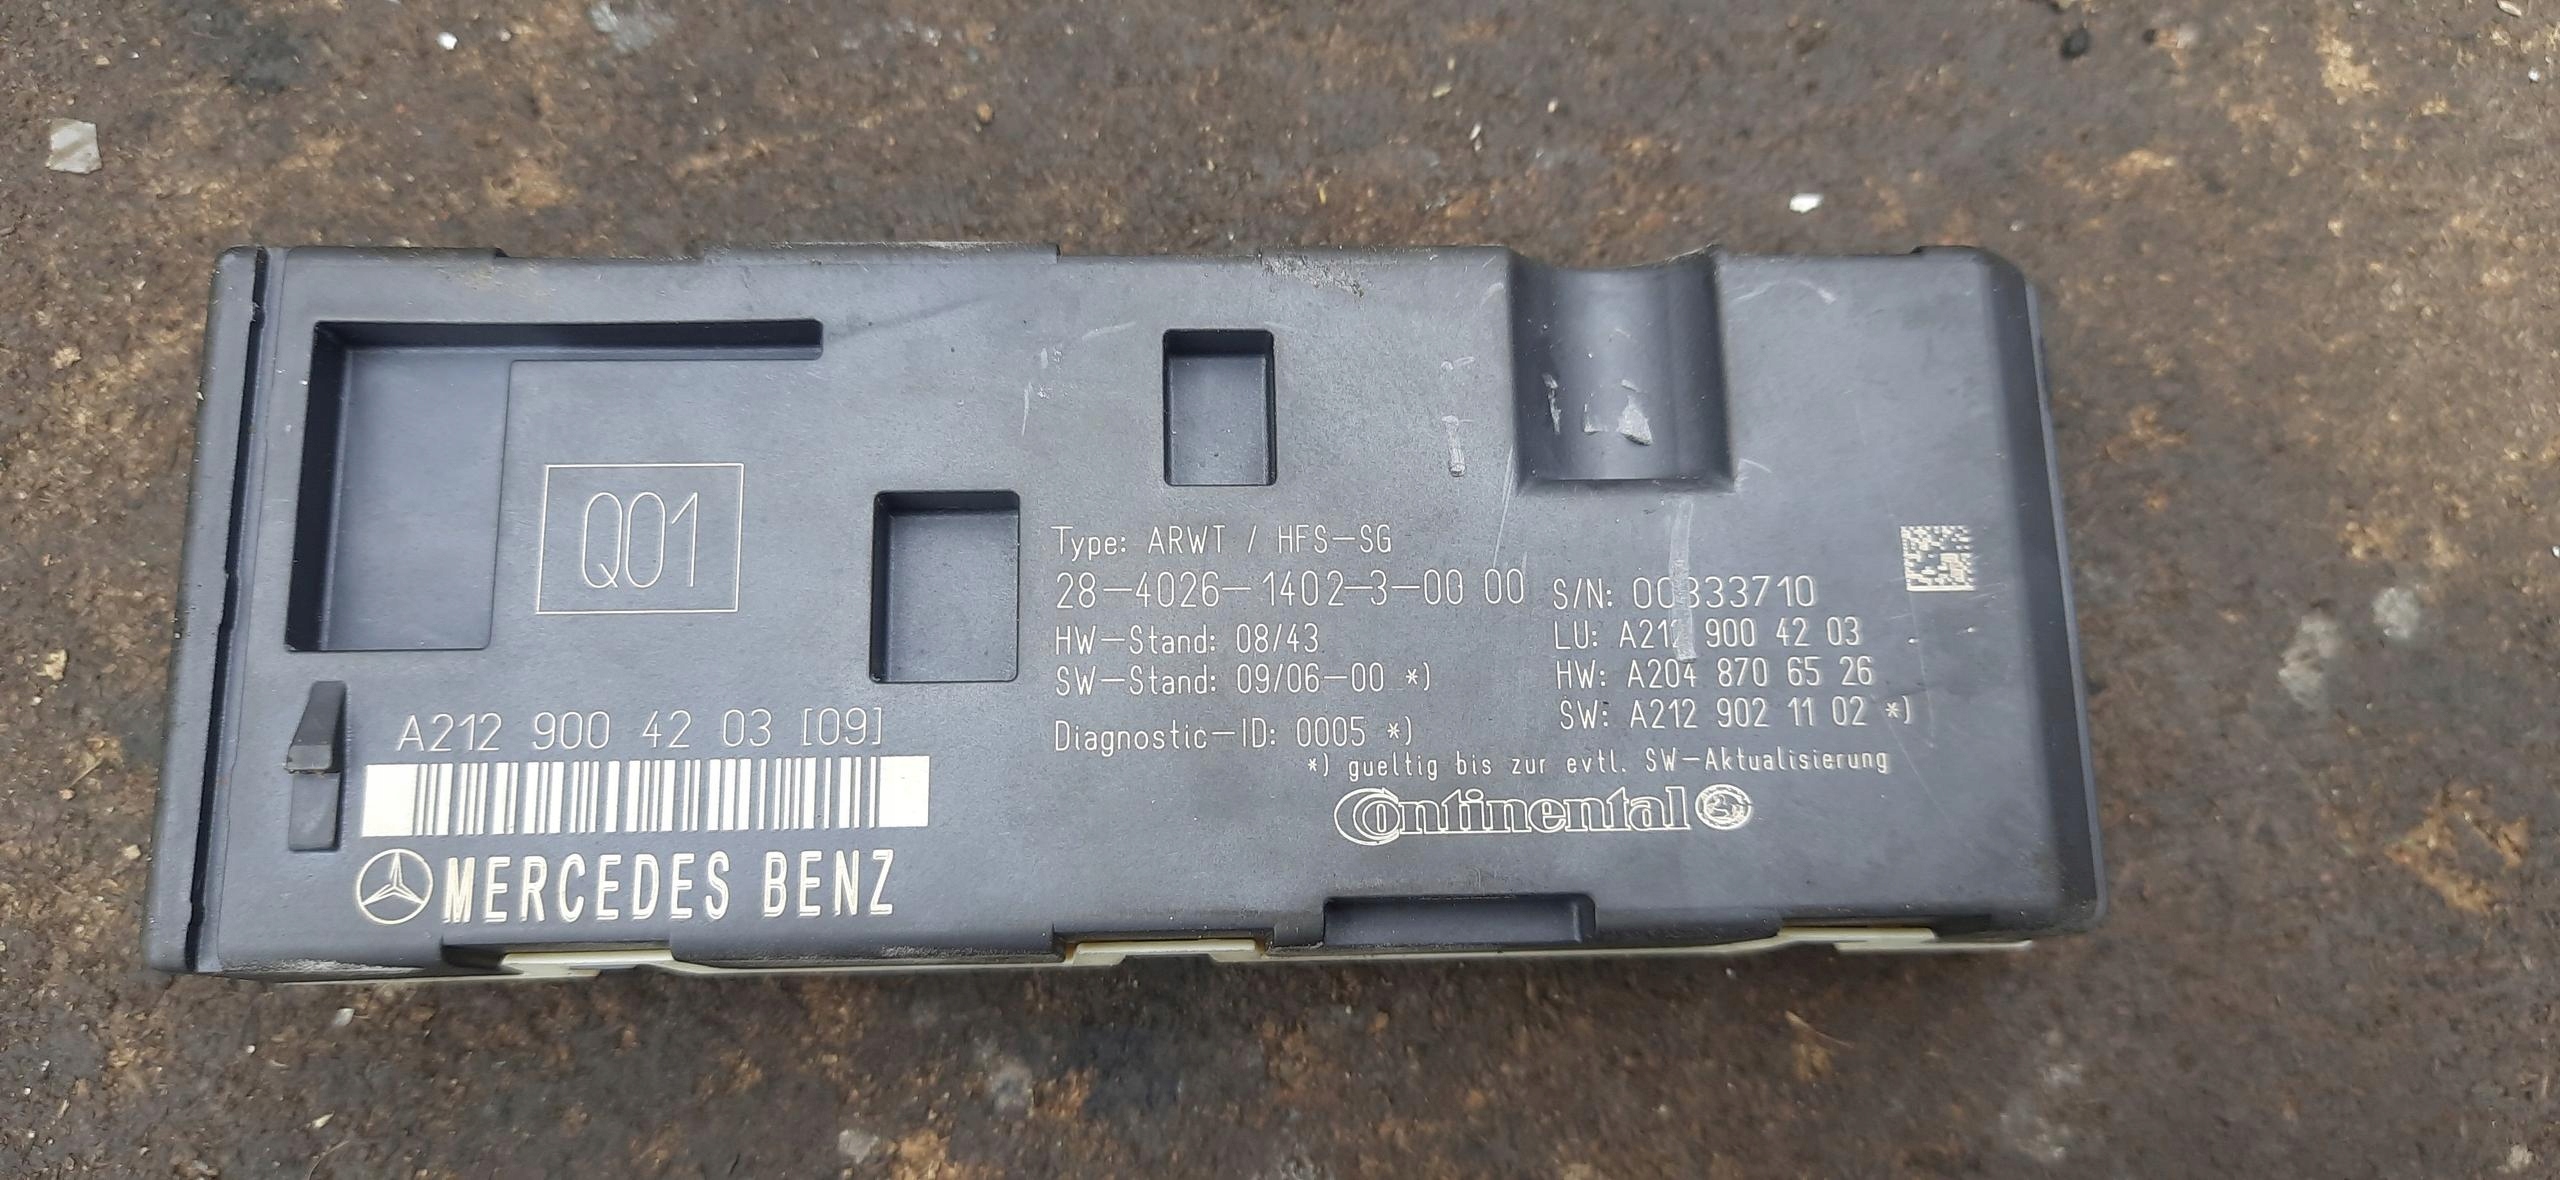 Q01
A212 900 42 03 [09]
MERCEDES BENZ
Type: ARWT / HFS-SG
28-4026-1402-3-00 00
HW-Stand: 08/43
SW-Stand: 09/06-00 *)
Diagnostic-ID: 0005 *)
S/N: 00833710
LU: A212 900 42 03
HW: A204 870 65 26
SW: A212 902 11 02 *)
*) gueltig bis zur evtl. SW-Aktualisierung
Continental